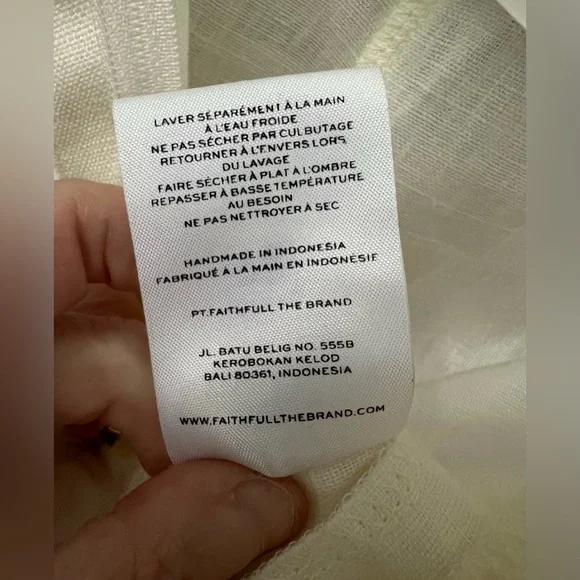 LAVER SÉPARÉMENT À LA MAIN
À L'EAU FROIDE
NE PAS SÉCHER PAR CULBUTAGE
RETOURNER À L'ENVERS LORS
DU LAVAGE
FAIRE SÉCHER À PLAT À L'OMBRE
REPASSER À BASSE TEMPÉRATURE
AU BESOIN
NE PAS NETTROYER À SEC
HANDMADE IN INDONESIA
FABRIQUÉ À LA MAIN EN INDONÉSIE
PT.FAITHFULL THE BRAND
JL. BATU BELIG NO. 555B
KEROBOKAN KELOD
BALI 80361, INDONESIA
WWW.FAITHFULLTHEBRAND.COM